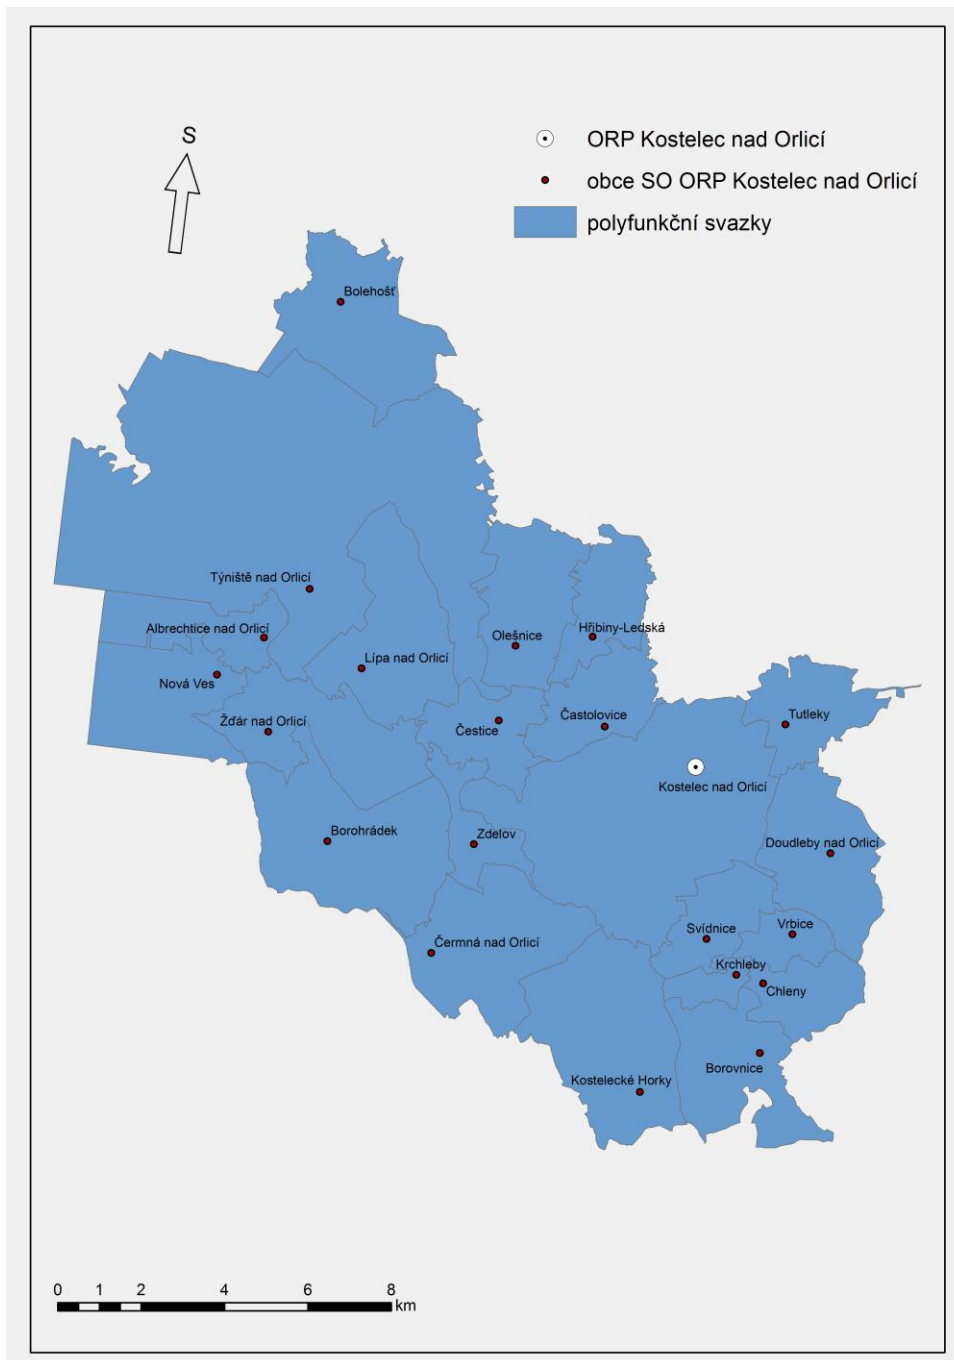 S
ORP Kostelec nad Orlicí
obce SO ORP Kostelec nad Orlicí
polyfunkční svazky
Bolehošť
Týniště nad Orlicí
Albrechtice nad Orlicí
Hřibiny-Ledská
Olešnice
Lípa nad Orlicí
Nová Ves
Žďár nad Orlicí
Čestice
Častolovice
Tutleky
Kostelec nad Orlicí
Borohrádek
Zdelov
Doudleby nad Orlicí
Svídnice
Vrbice
Čermná nad Orlicí
Krchleby
Chleny
Borovnice
Kostelecké Horky
0 1 2 4 6 8
km